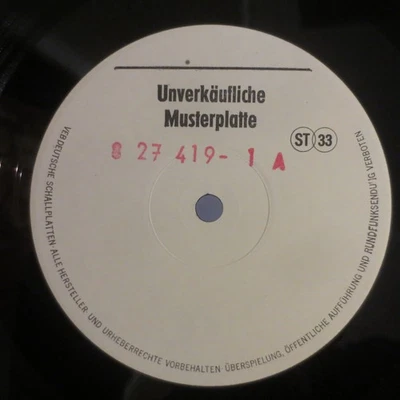 Unverkäufliche
Musterplatte
ST 33
8 27 419- 1 A
VEB DEUTSCHE SCHALLPLATTEN ALLE HERSTELLER- UND URHEBERRECHTE VORBEHALTEN · ÜBERSPIELUNG, ÖFFENTLICHE AUFFÜHRUNG UND RUNDFUNKSENDUNG VERBOTEN